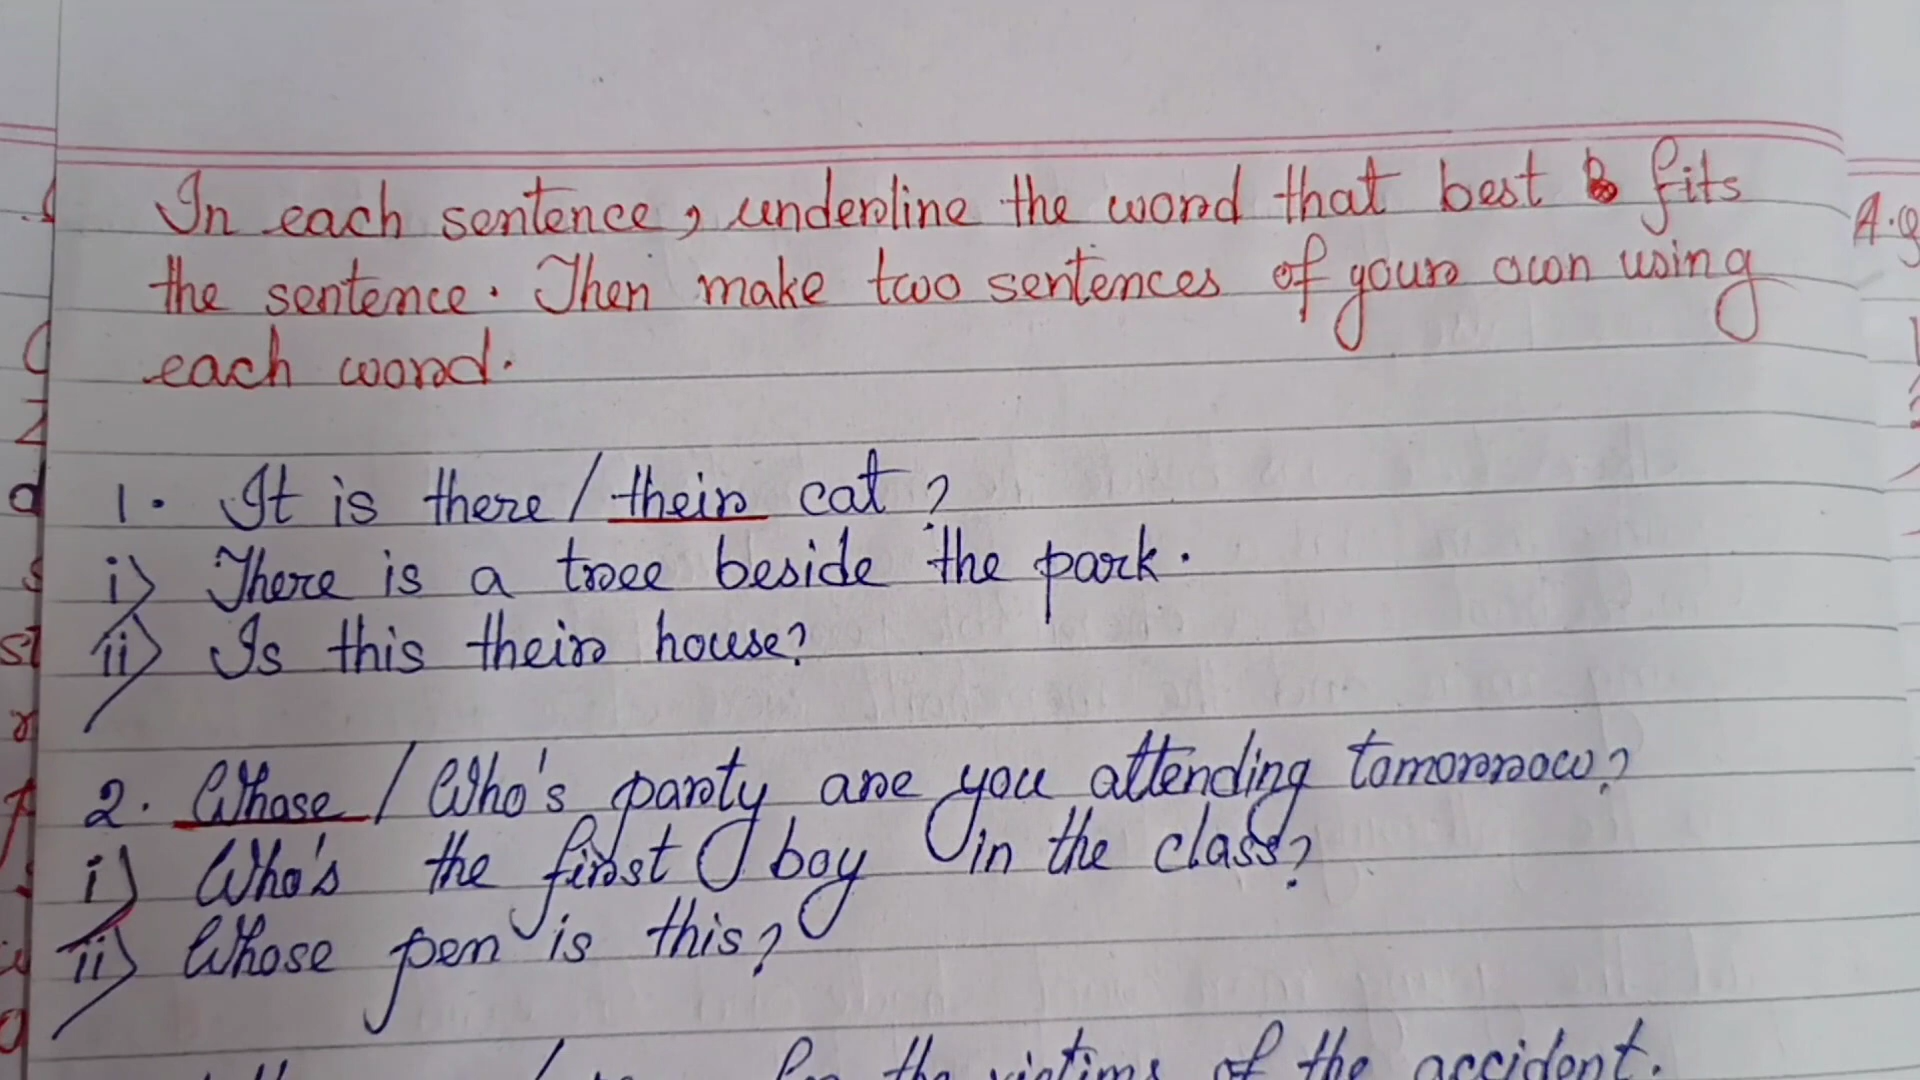 In each sentence, underline the word that best fits
the sentence. Then make two sentences of your own using
each word.
1. It is there / their cat?
i) There is a tree beside the park.
ii) Is this their house?
2. Whose / Who's party are you attending tomorrow?
i) Who's the first boy in the class?
ii) Whose pen is this?
the victims of the accident.